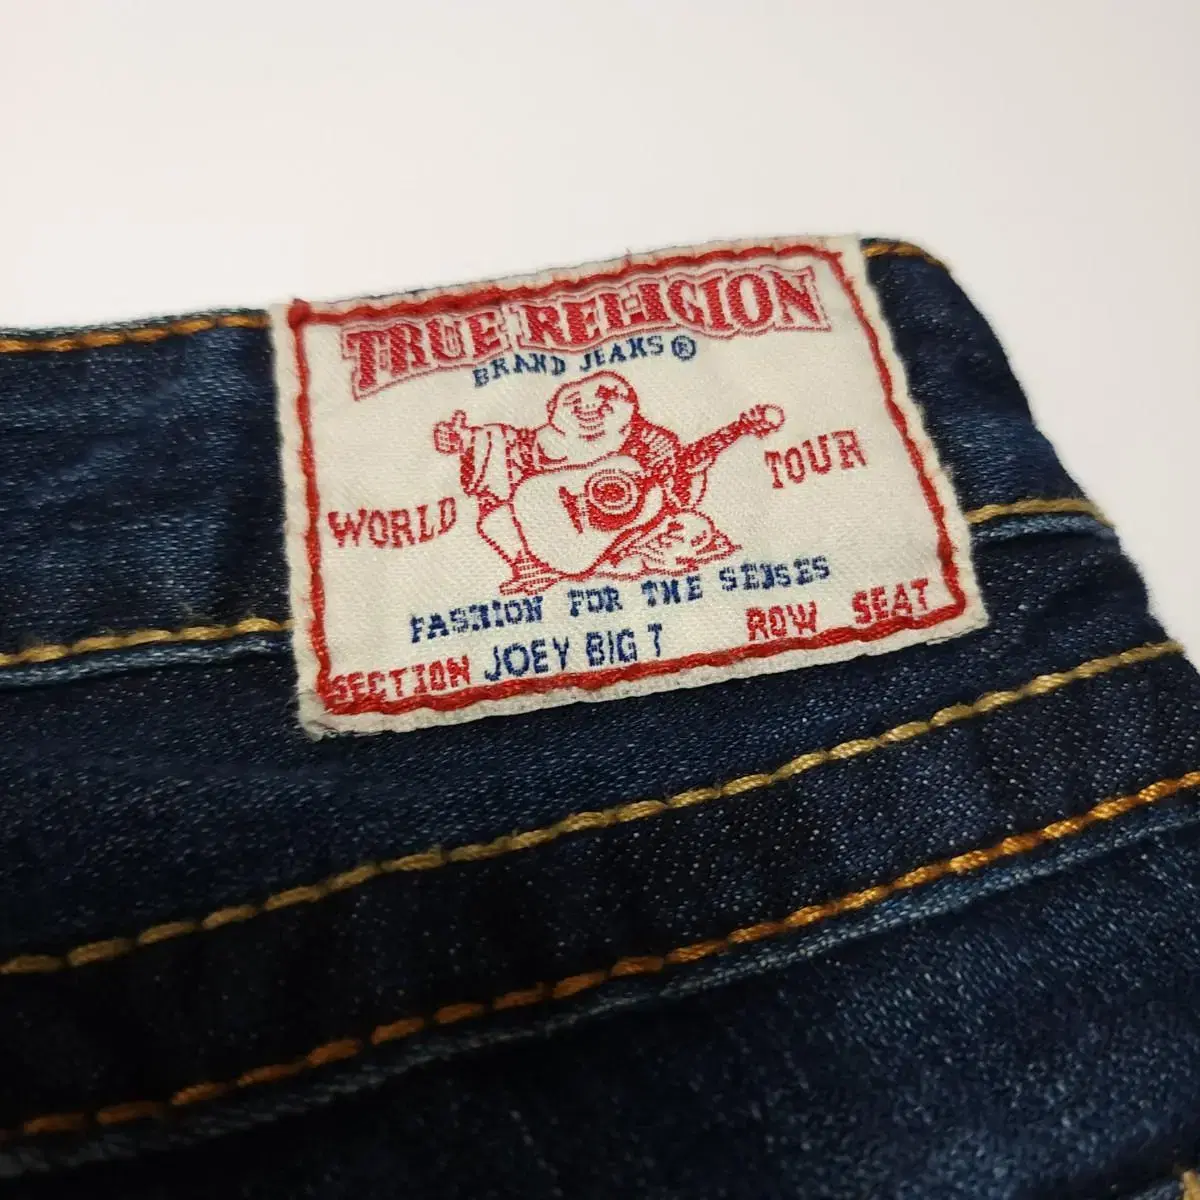 TRUE RELIGION
BRAND JEANS®
WORLD TOUR
FASHION FOR THE SENSES
SECTION JOEY BIG T ROW SEAT